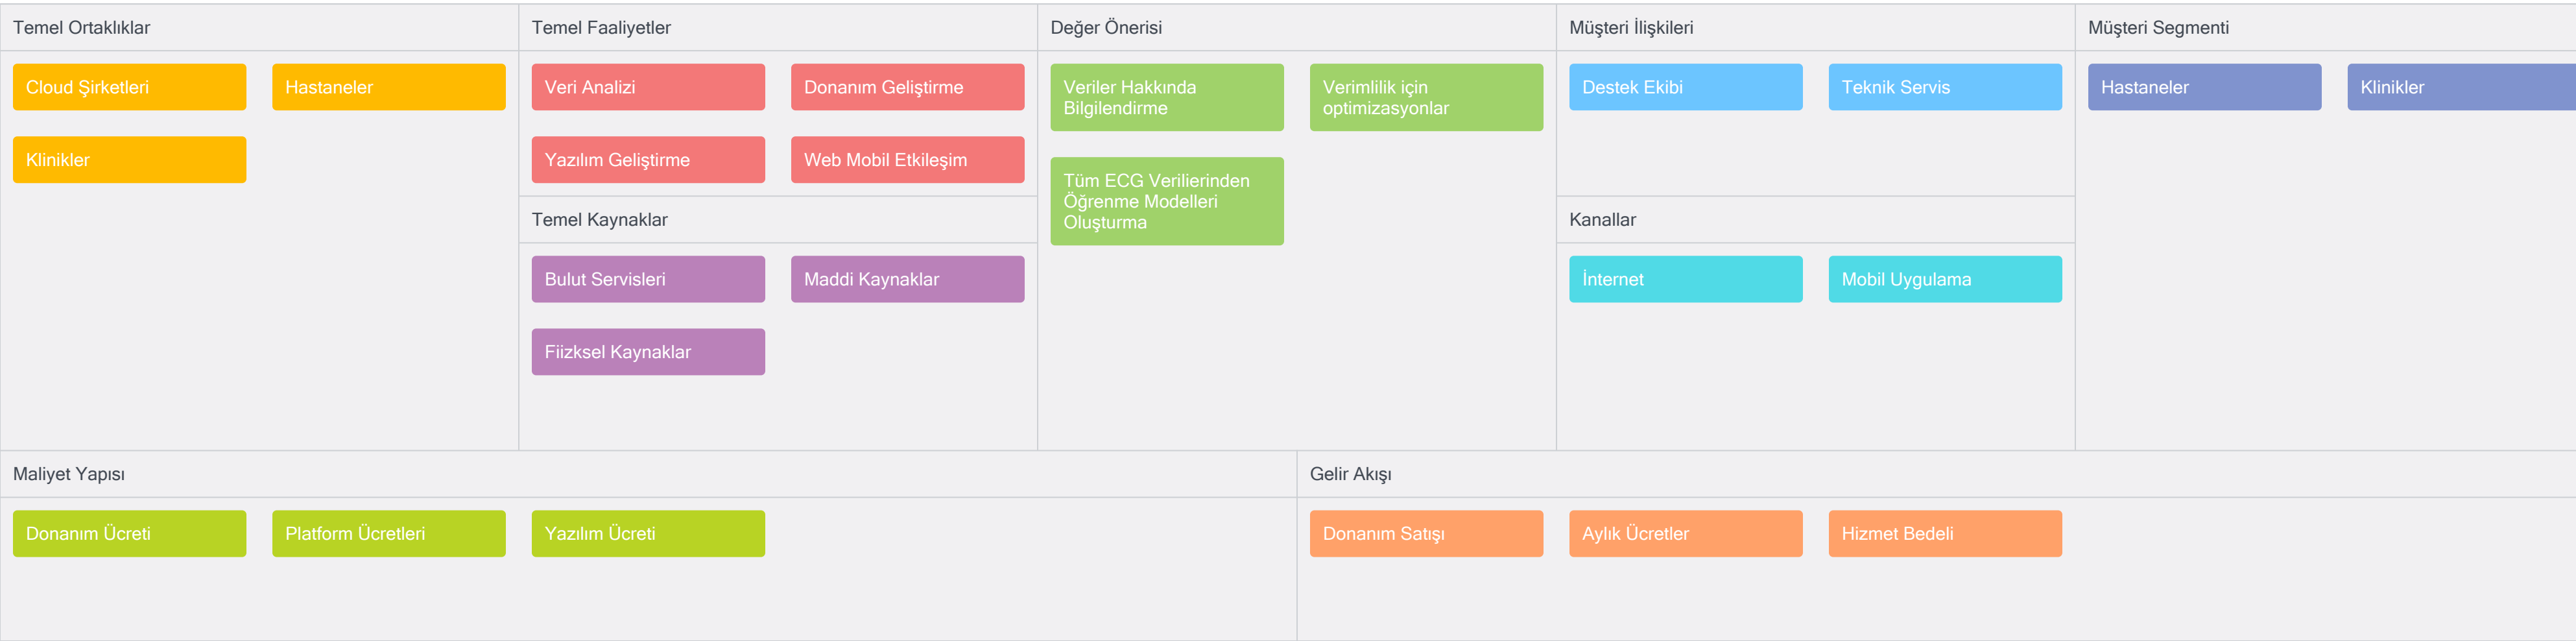 Temel Ortaklıklar
Cloud Şirketleri
Hastaneler
Klinikler
Temel Faaliyetler
Veri Analizi
Donanım Geliştirme
Yazılım Geliştirme
Web Mobil Etkileşim
Temel Kaynaklar
Bulut Servisleri
Maddi Kaynaklar
Fiizksel Kaynaklar
Değer Önerisi
Veriler Hakkında
Bilgilendirme
Verimlilik için
optimizasyonlar
Tüm ECG Verilierinden
Öğrenme Modelleri
Oluşturma
Müşteri İlişkileri
Destek Ekibi
Teknik Servis
Kanallar
İnternet
Mobil Uygulama
Müşteri Segmenti
Hastaneler
Klinikler
Maliyet Yapısı
Donanım Ücreti
Platform Ücretleri
Yazılım Ücreti
Gelir Akışı
Donanım Satışı
Aylık Ücretler
Hizmet Bedeli